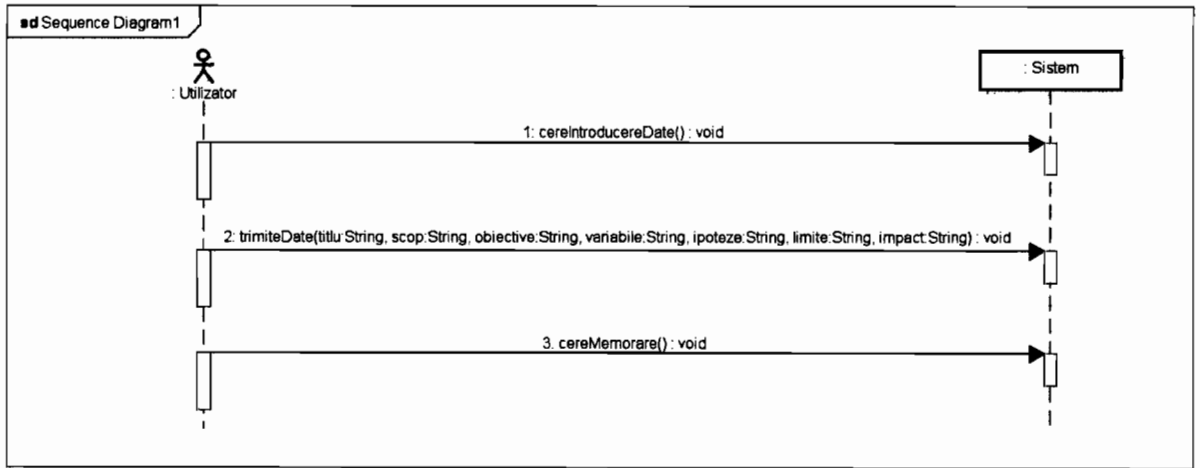 sd Sequence Diagram1
: Utilizator
: Sistem
1: cereIntroducereDate() : void
2: trimiteDate(titlu:String, scop:String, obiective:String, variabile:String, ipoteze:String, limite:String, impact:String) : void
3. cereMemorare() : void